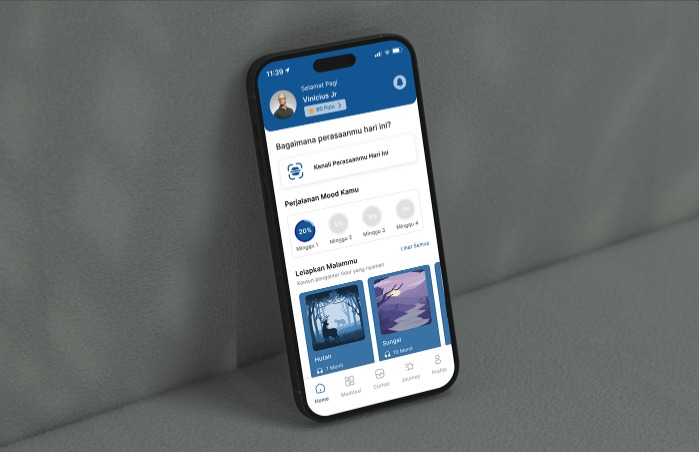 11:39
Selamat Pagi
Vinicius Jr
80 Poin
Bagaimana perasaanmu hari ini?
Kenali Perasaanmu Hari Ini
Perjalanan Mood Kamu
20% 0% 0% 0%
Minggu 1 Minggu 2 Minggu 3 Minggu 4
Lelapkan Malammu
Lihat Semua
Konten pengantar tidur yang nyaman
Hutan Sungai
7 Menit 10 Menit
Home Meditasi Curhat Journey Profile